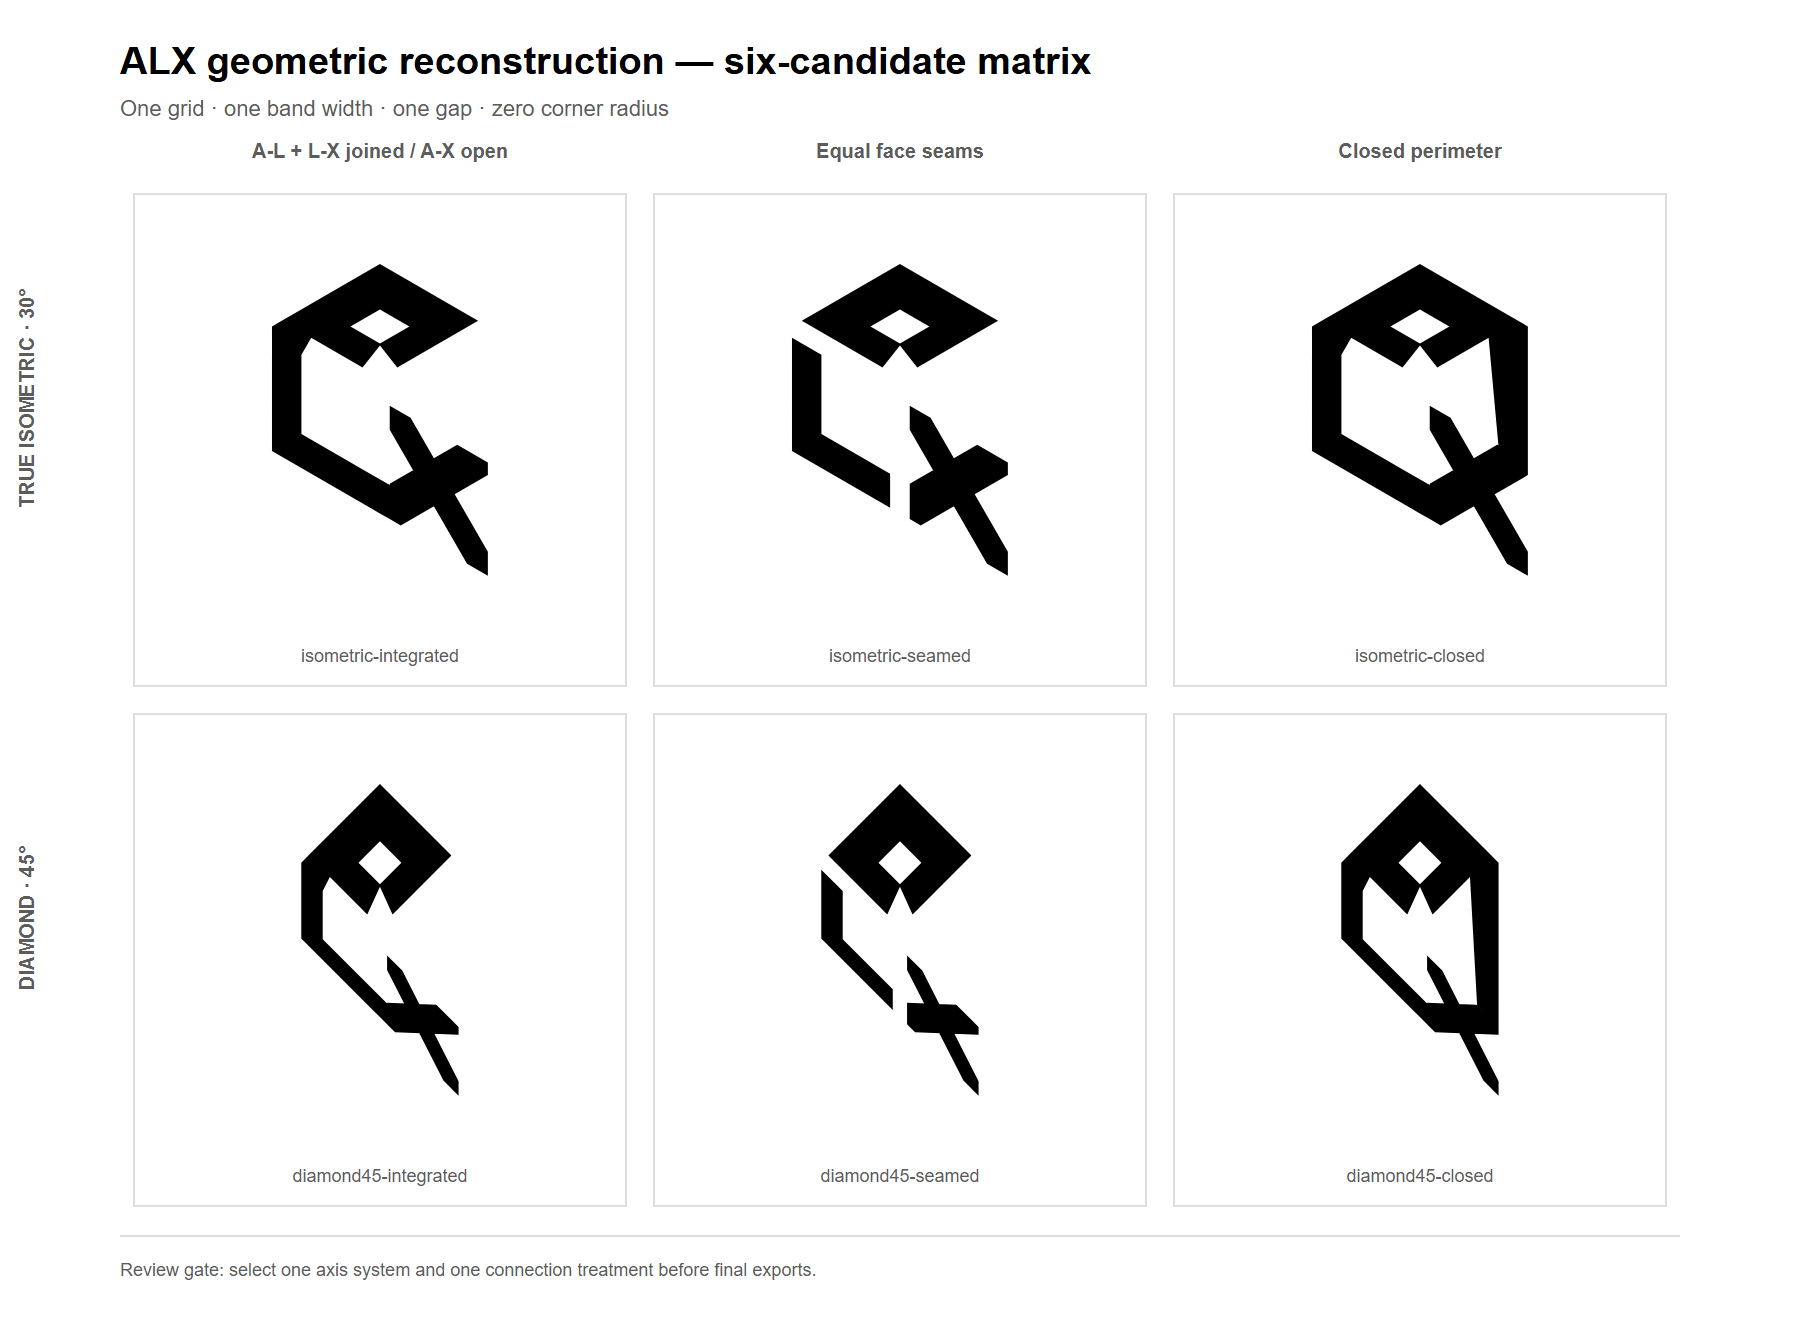 ALX geometric reconstruction — six-candidate matrix
One grid · one band width · one gap · zero corner radius
A-L + L-X joined / A-X open
Equal face seams
Closed perimeter
TRUE ISOMETRIC · 30°
isometric-integrated
isometric-seamed
isometric-closed
DIAMOND · 45°
diamond45-integrated
diamond45-seamed
diamond45-closed
Review gate: select one axis system and one connection treatment before final exports.